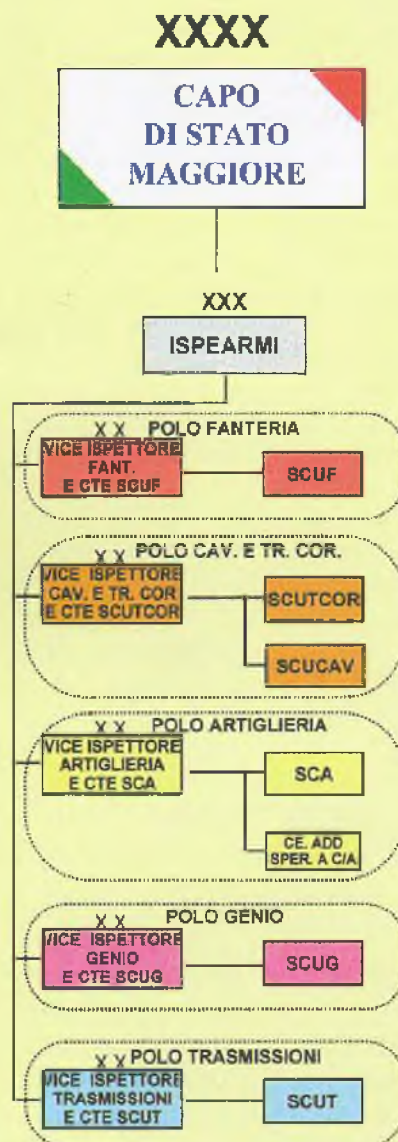 XXXX
CAPO
DI STATO
MAGGIORE
XXX
ISPEARMI
X X POLO FANTERIA
VICE ISPETTORE
FANT.
E CTE SCUF
SCUF
X X POLO CAV. E TR. COR.
VICE ISPETTORE
CAV. E TR. COR
E CTE SCUTCOR
SCUTCOR
SCUCAV
X X POLO ARTIGLIERIA
VICE ISPETTORE
ARTIGLIERIA
E CTE SCA
SCA
CE. ADD
SPER. A C/A
X X POLO GENIO
VICE ISPETTORE
GENIO
E CTE SCUG
SCUG
X X POLO TRASMISSIONI
VICE ISPETTORE
TRASMISSIONI
E CTE SCUT
SCUT